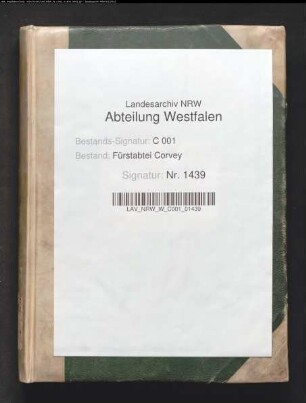 Landesarchiv NRW
Abteilung Westfalen
Bestands-Signatur: C 001
Bestand: Fürstabtei Corvey
Signatur: Nr. 1439
LAV_NRW_W_C001_01439